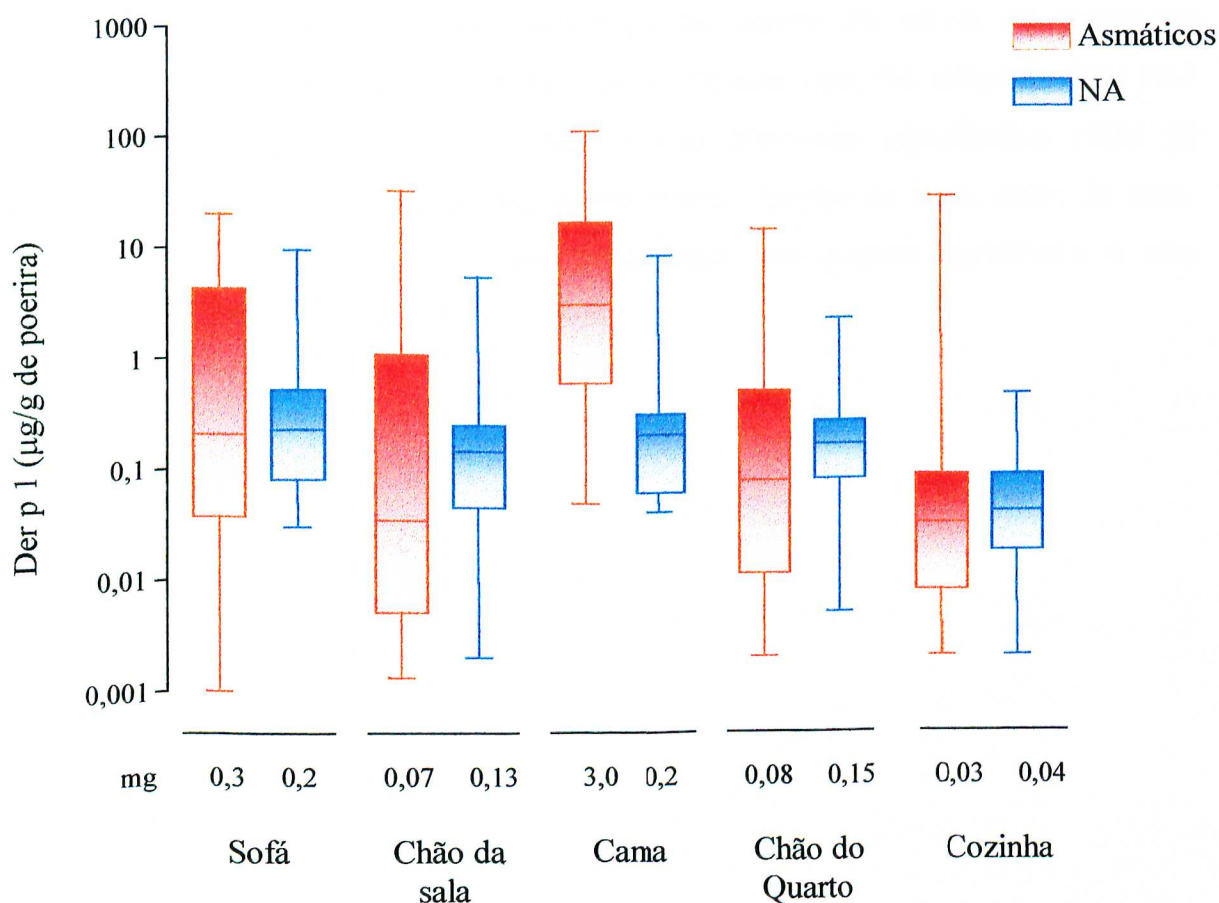 Asmáticos
NA
Der p 1 (µg/g de poerira)
1000
100
10
1
0,1
0,01
0,001
mg 0,3 0,2 0,07 0,13 3,0 0,2 0,08 0,15 0,03 0,04
Sofá Chão da Cama Chão do Cozinha
sala Quarto